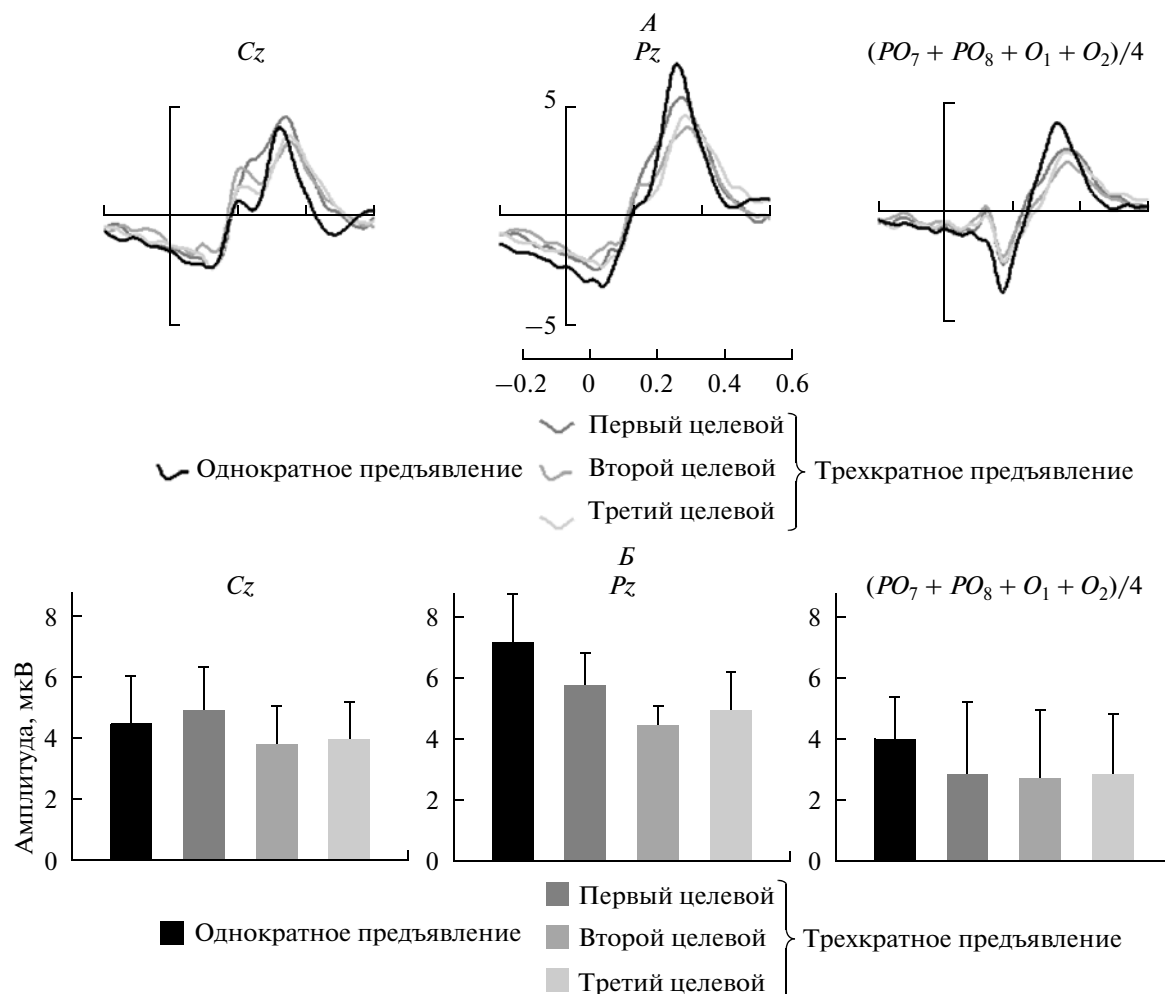 А
Cz
Pz
(PO7 + PO8 + O1 + O2)/4
5
−5
−0.2 0 0.2 0.4 0.6
Первый целевой
Однократное предъявление
Второй целевой
Трехкратное предъявление
Третий целевой
Б
Cz
Pz
(PO7 + PO8 + O1 + O2)/4
Амплитуда, мкВ
8
6
4
2
0
8
6
4
2
0
8
6
4
2
0
Первый целевой
Однократное предъявление
Второй целевой
Трехкратное предъявление
Третий целевой